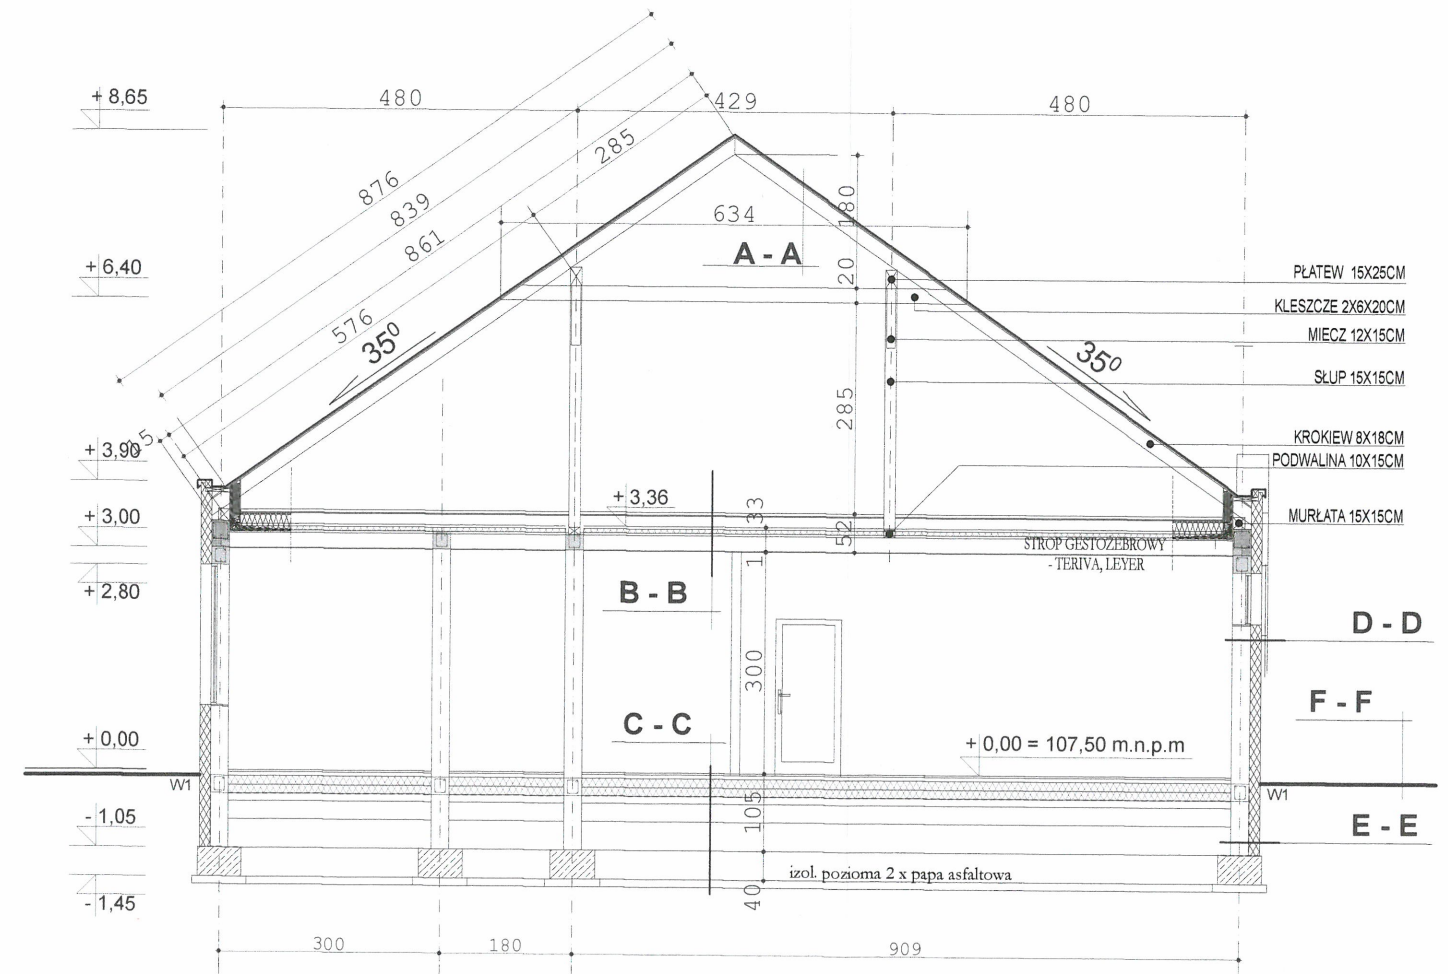 + 8,65
480
429
480
876
839
861
285
576
634
180
20
A - A
+ 6,40
35⁰
35⁰
PŁATEW 15X25CM
KLESZCZE 2X6X20CM
MIECZ 12X15CM
SŁUP 15X15CM
285
KROKIEW 8X18CM
PODWALINA 10X15CM
+ 3,90
+ 3,36
33
52
MURŁATA 15X15CM
+ 3,00
STROP GESTOŻEBROWY
- TERIVA, LEYER
+ 2,80
B - B
D - D
300
F - F
C - C
+ 0,00
+ 0,00 = 107,50 m.n.p.m
W1
W1
105
- 1,05
E - E
izol. pozioma 2 x papa asfaltowa
40
- 1,45
300
180
909